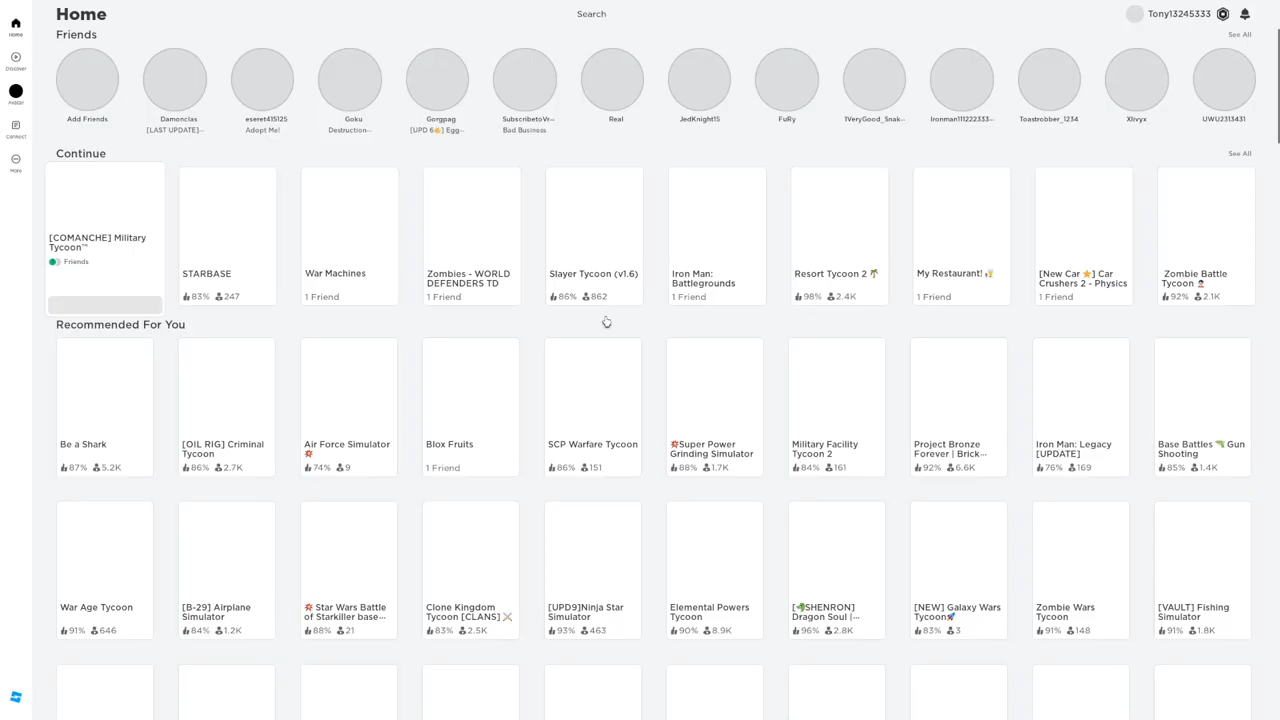 Home
Search
Tony13245333
Home
Discover
Avatar
Connect
More
Friends
See All
Add Friends
Damonclas
[LAST UPDATE]--
eseret415125
Adopt Me!
Goku
Destruction--
Gorgpag
[UPD 6👊] Egg--
SubscribetoVr--
Bad Business
Real
JedKnight15
FuRy
1VeryGood_Snak--
Ironman111222333--
Toastrobber_1234
Xlivyx
UWU2313431
Continue
See All
[COMANCHE] Military
Tycoon™
Friends
STARBASE
83% 247
War Machines
1 Friend
Zombies - WORLD
DEFENDERS TD
1 Friend
Slayer Tycoon (v1.6)
86% 862
Iron Man:
Battlegrounds
1 Friend
Resort Tycoon 2 🌴
98% 2.4K
My Restaurant!
1 Friend
[New Car ⭐] Car
Crushers 2 - Physics
1 Friend
Zombie Battle
Tycoon
92% 2.1K
Recommended For You
Be a Shark
87% 5.2K
[OIL RIG] Criminal
Tycoon
86% 2.7K
Air Force Simulator
💥
74% 9
Blox Fruits
1 Friend
SCP Warfare Tycoon
86% 151
💥Super Power
Grinding Simulator
88% 1.7K
Military Facility
Tycoon 2
84% 161
Project Bronze
Forever | Brick--
92% 6.6K
Iron Man: Legacy
[UPDATE]
76% 169
Base Battles 🔫 Gun
Shooting
85% 1.4K
War Age Tycoon
91% 646
[B-29] Airplane
Simulator
84% 1.2K
💥 Star Wars Battle
of Starkiller base--
88% 21
Clone Kingdom
Tycoon [CLANS] ⚔
83% 2.5K
[UPD9]Ninja Star
Simulator
93% 463
Elemental Powers
Tycoon
90% 8.9K
[🐉SHENRON]
Dragon Soul |--
96% 2.8K
[NEW] Galaxy Wars
Tycoon🚀
83% 3
Zombie Wars
Tycoon
91% 148
[VAULT] Fishing
Simulator
91% 1.8K